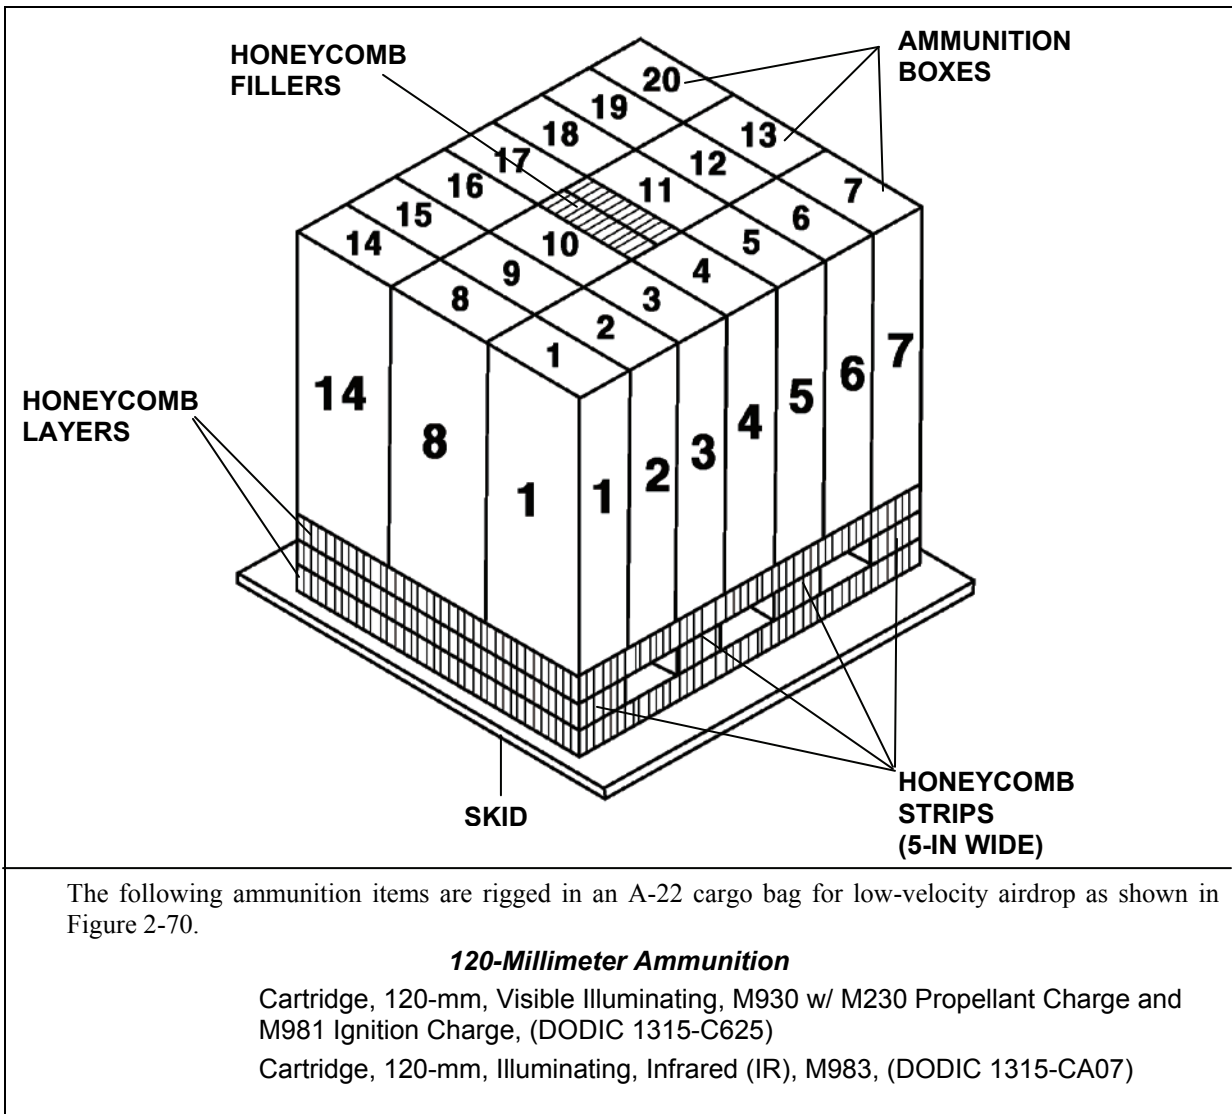 HONEYCOMB
FILLERS
AMMUNITION
BOXES
20
19
13
18
12
7
17
11
6
16
5
15
10
4
14
9
3
8
2
1
HONEYCOMB
LAYERS
14
8
1
1
2
3
4
5
6
7
SKID
HONEYCOMB
STRIPS
(5-IN WIDE)
The following ammunition items are rigged in an A-22 cargo bag for low-velocity airdrop as shown in
Figure 2-70.
120-Millimeter Ammunition
Cartridge, 120-mm, Visible Illuminating, M930 w/ M230 Propellant Charge and
M981 Ignition Charge, (DODIC 1315-C625)
Cartridge, 120-mm, Illuminating, Infrared (IR), M983, (DODIC 1315-CA07)